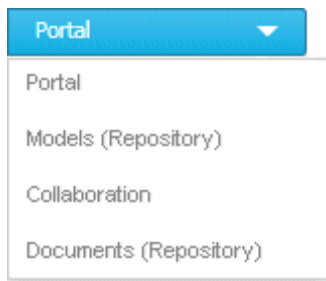 Portal
Portal
Models (Repository)
Collaboration
Documents (Repository)